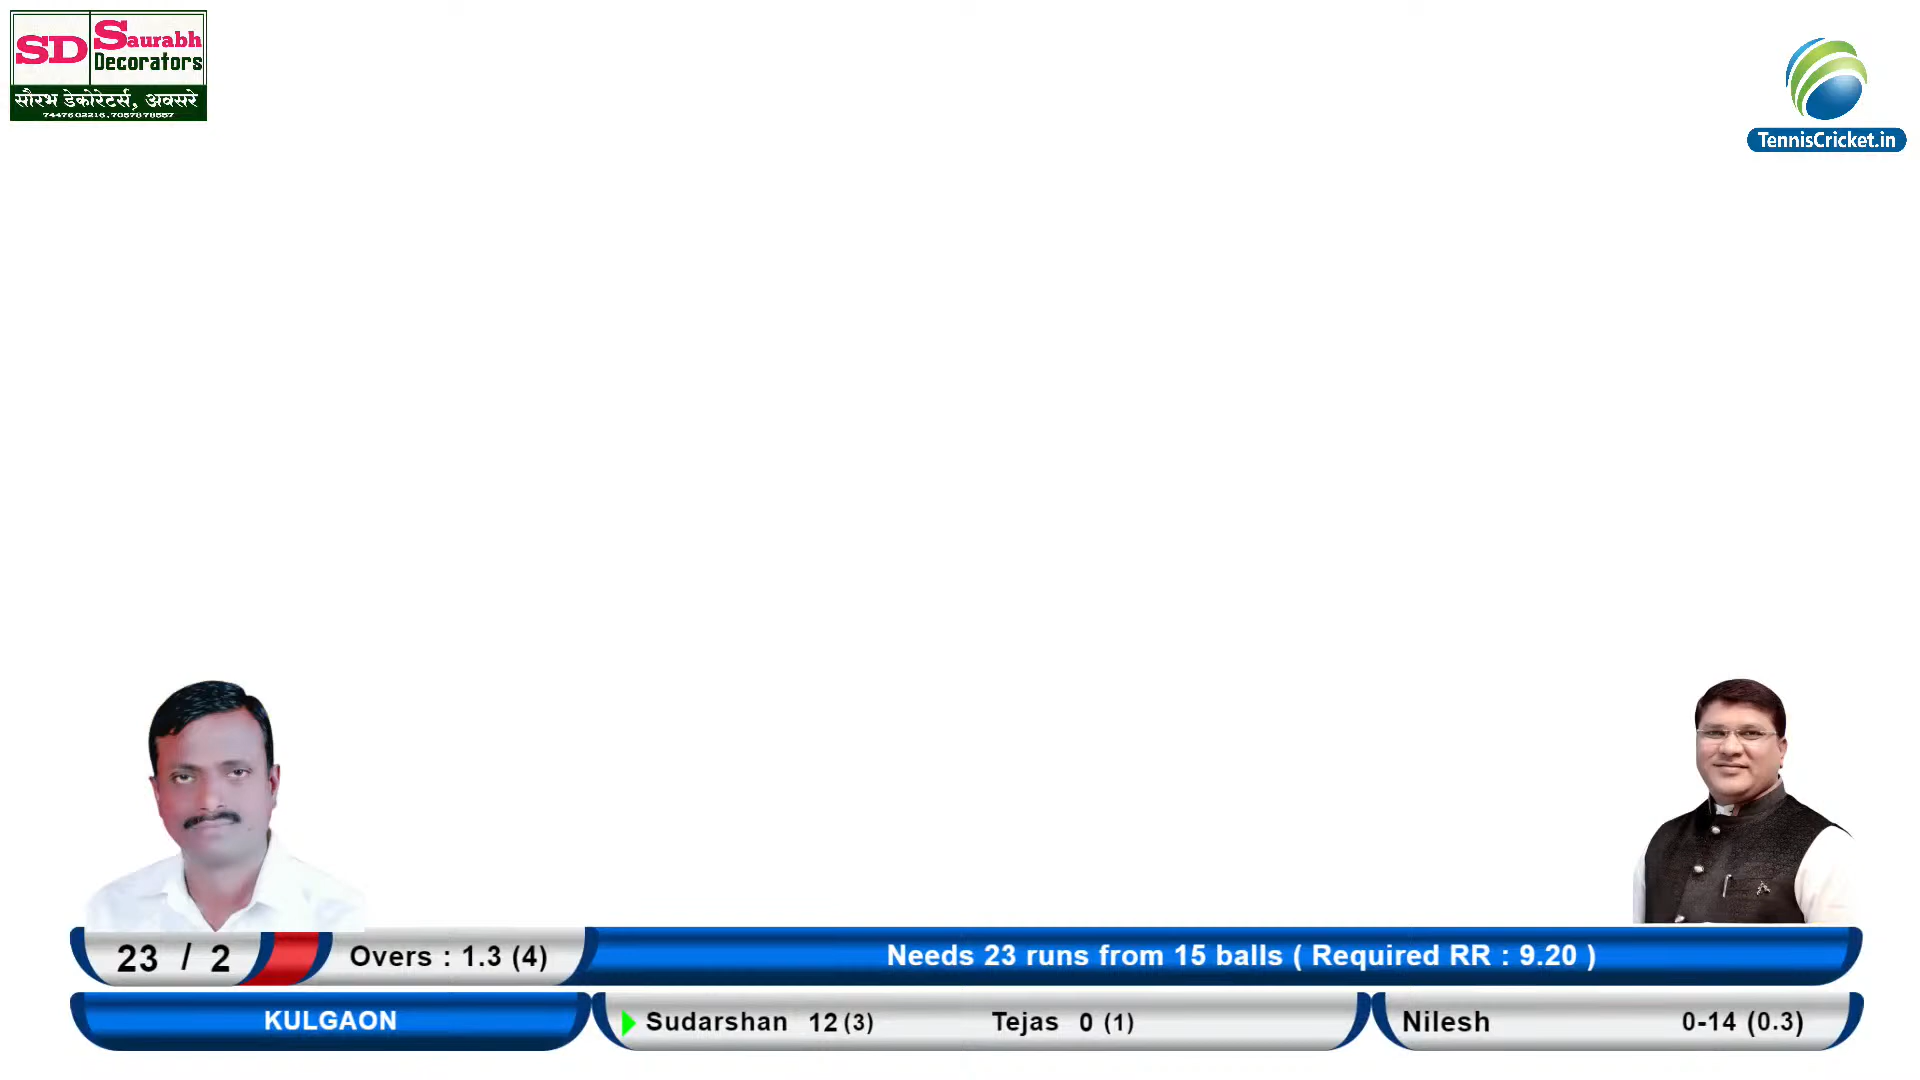 SD Saurabh Decorators
सौरभ डेकोरेटर्स, अवसरे
TennisCricket.in
23 / 2
Overs : 1.3 (4)
Needs 23 runs from 15 balls ( Required RR : 9.20 )
KULGAON
Sudarshan 12 (3) Tejas 0 (1)
Nilesh 0-14 (0.3)